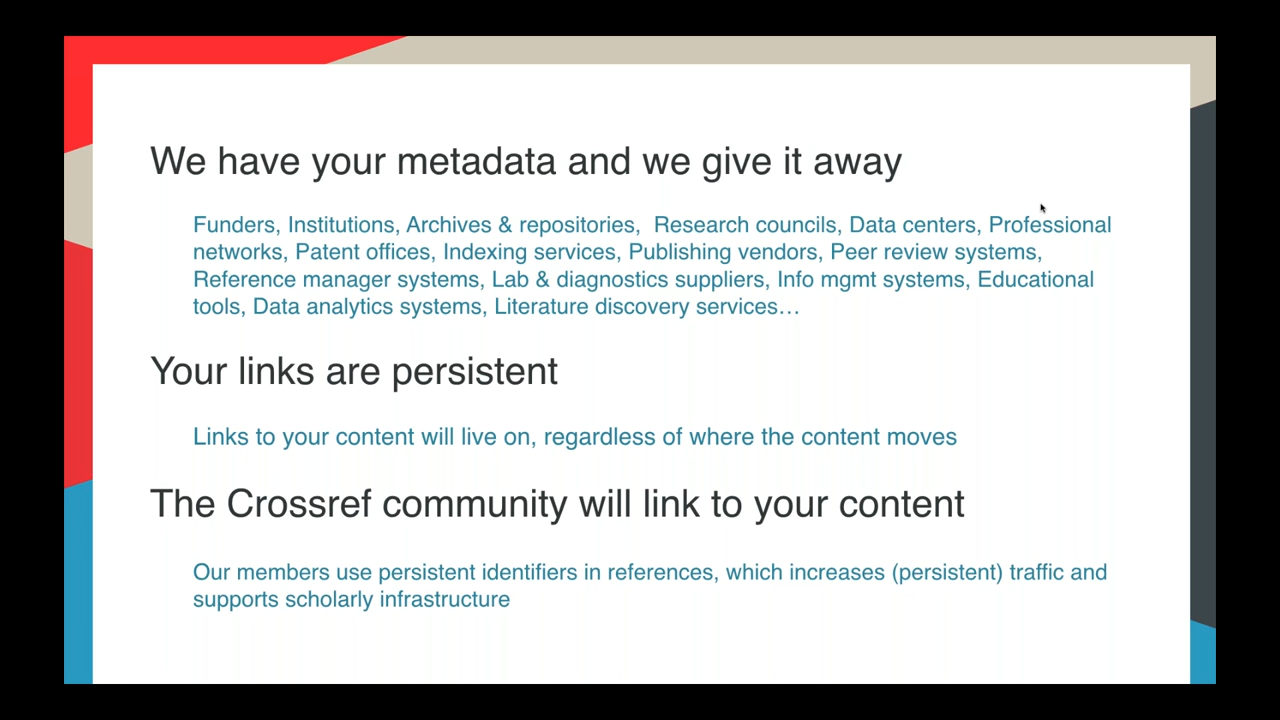 We have your metadata and we give it away
Funders, Institutions, Archives & repositories,  Research councils, Data centers, Professional
networks, Patent offices, Indexing services, Publishing vendors, Peer review systems,
Reference manager systems, Lab & diagnostics suppliers, Info mgmt systems, Educational
tools, Data analytics systems, Literature discovery services…
Your links are persistent
Links to your content will live on, regardless of where the content moves
The Crossref community will link to your content
Our members use persistent identifiers in references, which increases (persistent) traffic and
supports scholarly infrastructure